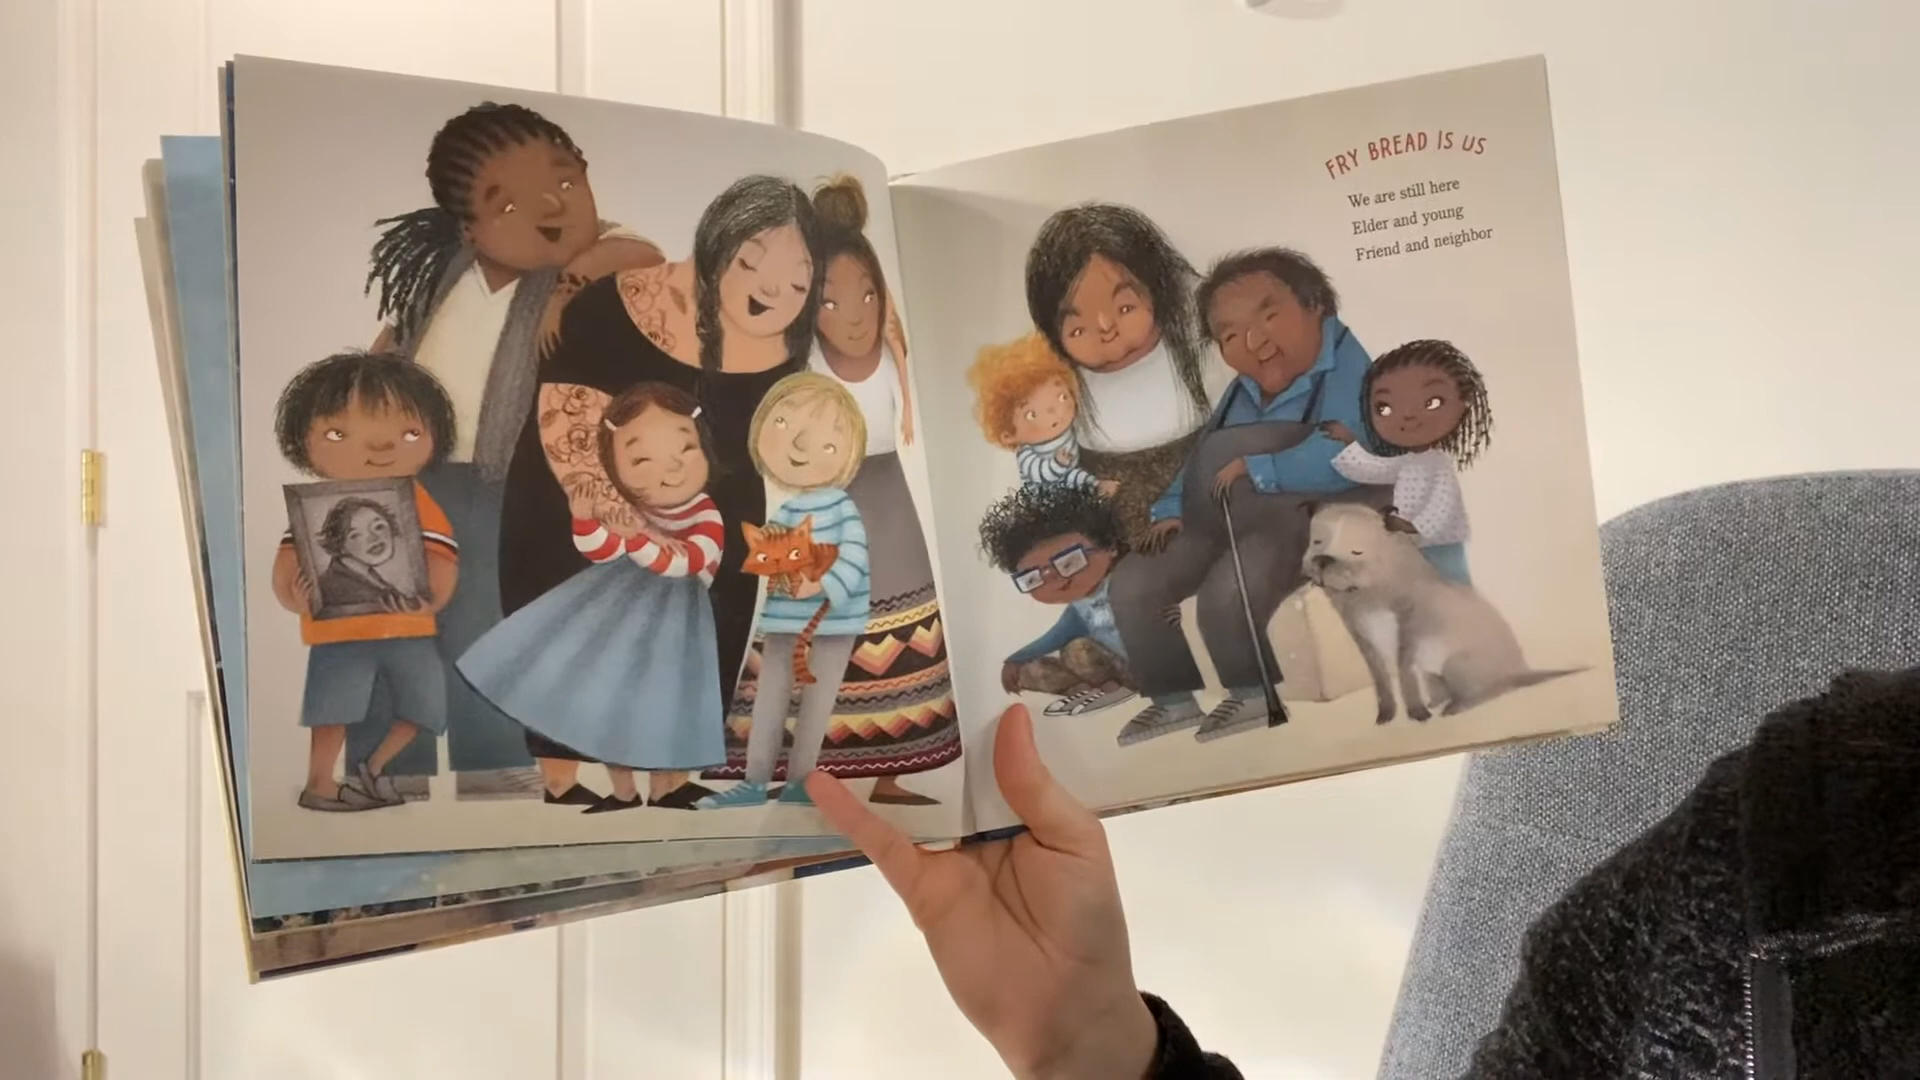 FRY BREAD IS US
We are still here
Elder and young
Friend and neighbor